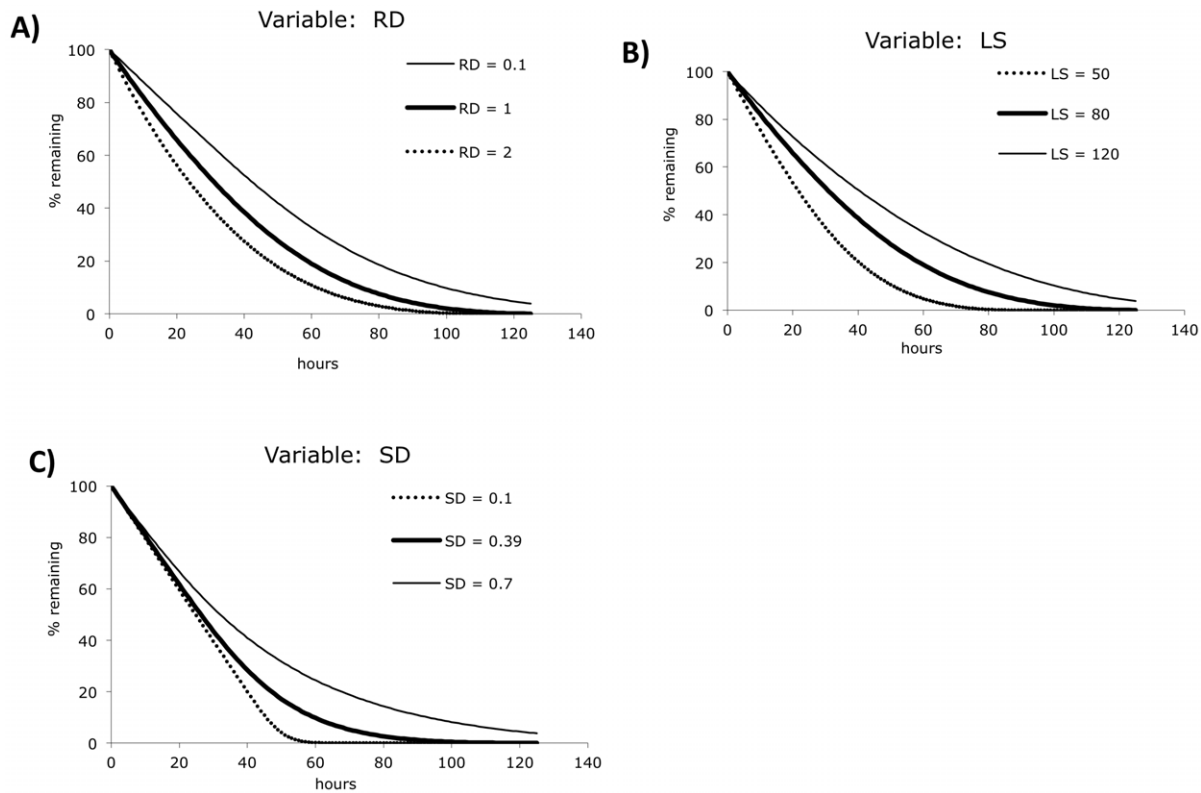 A)
Variable: RD
% remaining
100
80
60
40
20
0
RD = 0.1
RD = 1
RD = 2
0 20 40 60 80 100 120 140
hours
B)
Variable: LS
% remaining
100
80
60
40
20
0
LS = 50
LS = 80
LS = 120
0 20 40 60 80 100 120 140
hours
C)
Variable: SD
% remaining
100
80
60
40
20
0
SD = 0.1
SD = 0.39
SD = 0.7
0 20 40 60 80 100 120 140
hours